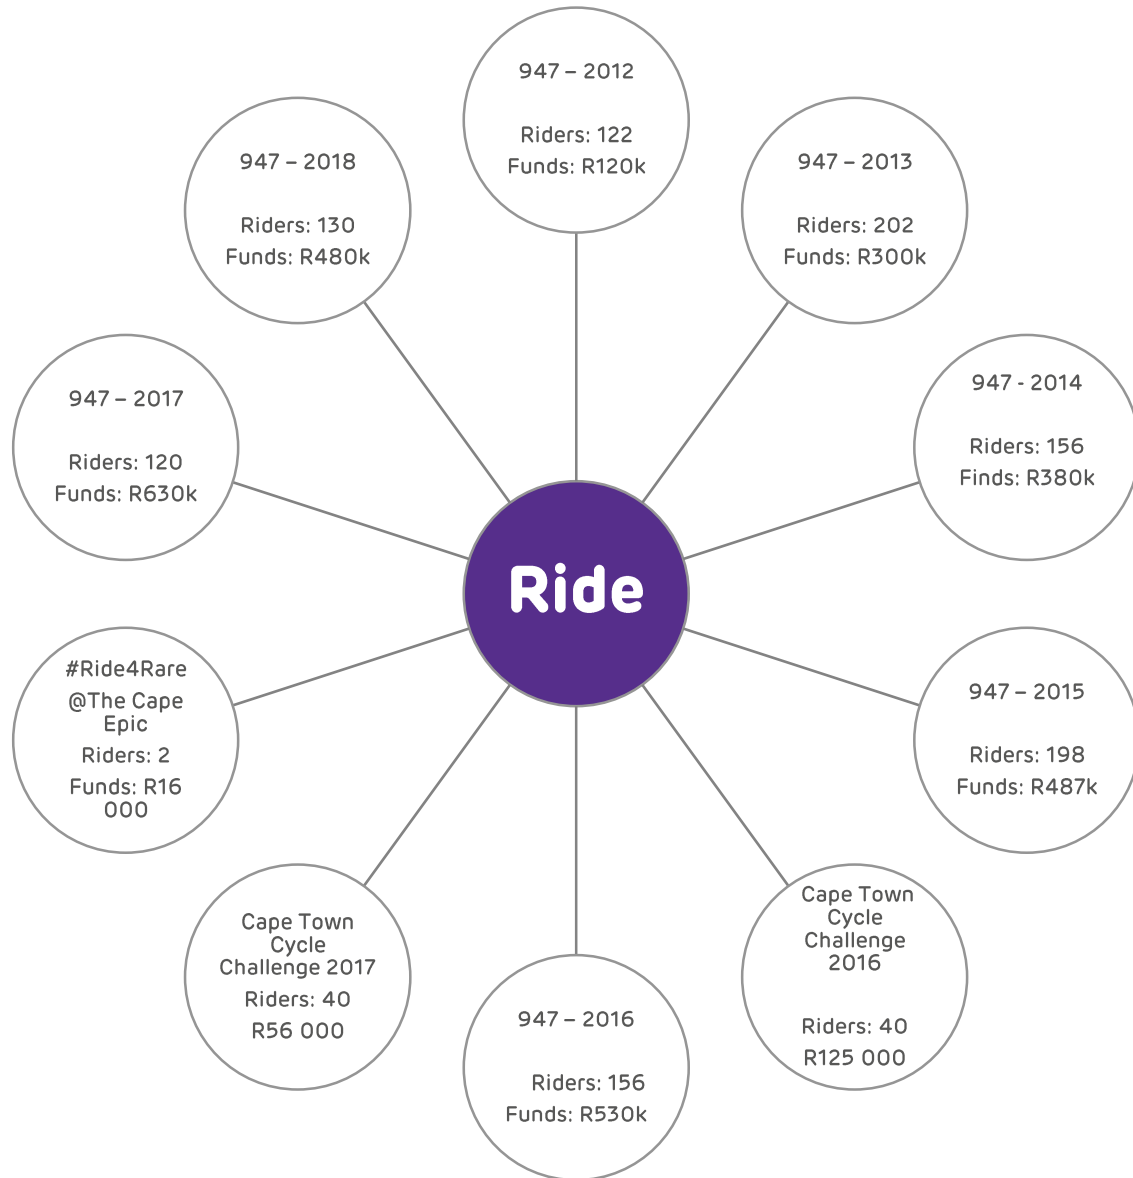 947 – 2012
Riders: 122
Funds: R120k
947 – 2013
Riders: 202
Funds: R300k
947 - 2014
Riders: 156
Finds: R380k
947 – 2015
Riders: 198
Funds: R487k
Cape Town
Cycle
Challenge
2016
Riders: 40
R125 000
947 – 2016
Riders: 156
Funds: R530k
Cape Town
Cycle
Challenge 2017
Riders: 40
R56 000
#Ride4Rare
@The Cape
Epic
Riders: 2
Funds: R16
000
947 – 2017
Riders: 120
Funds: R630k
947 – 2018
Riders: 130
Funds: R480k
Ride